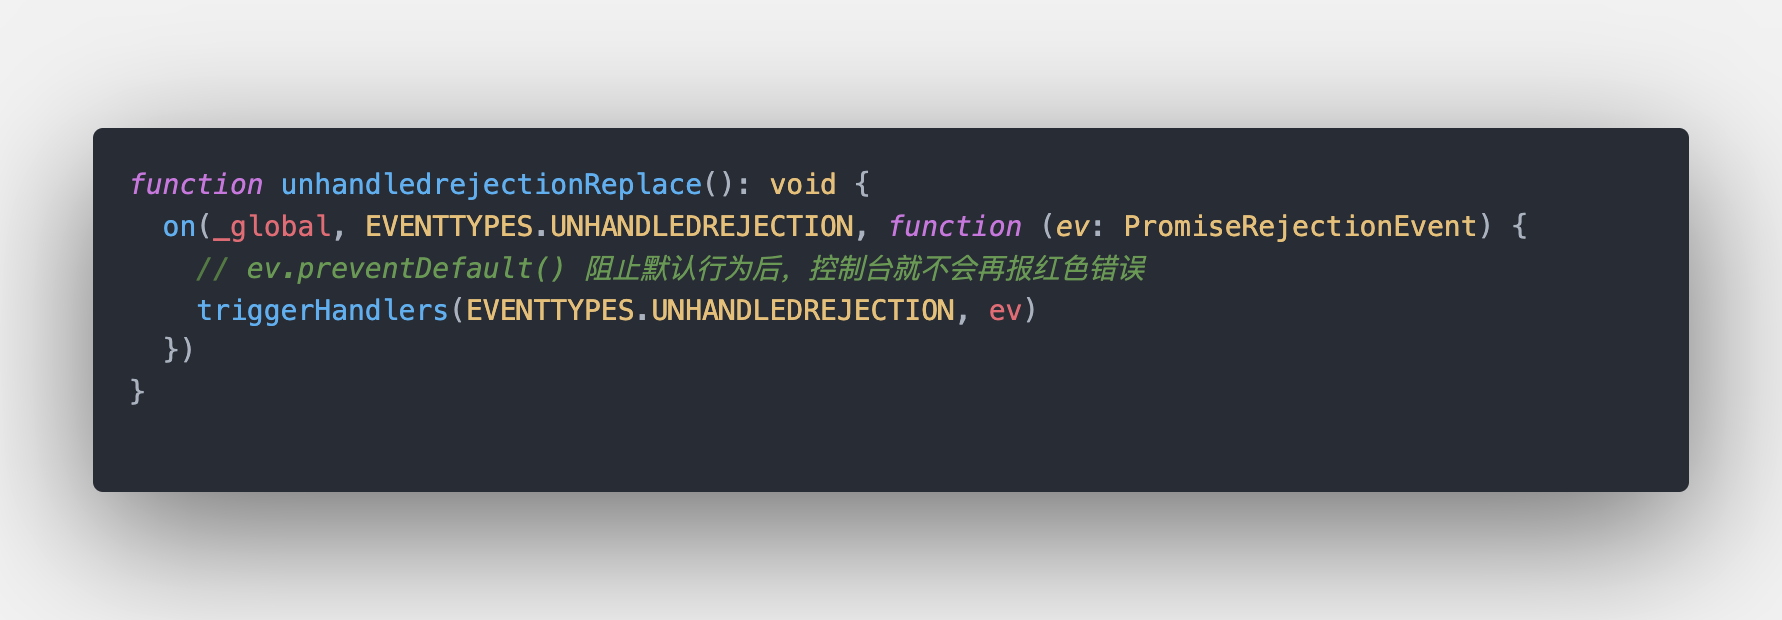 function unhandledrejectionReplace(): void {
  on(_global, EVENTTYPES.UNHANDLEDREJECTION, function (ev: PromiseRejectionEvent) {
    // ev.preventDefault() 阻止默认行为后，控制台就不会再报红色错误
    triggerHandlers(EVENTTYPES.UNHANDLEDREJECTION, ev)
  })
}